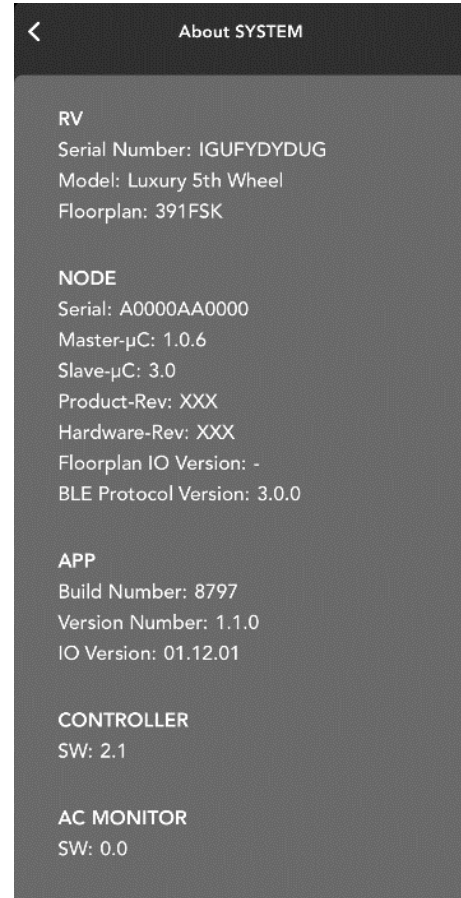 About SYSTEM
RV
Serial Number: IGUFYDYDUG
Model: Luxury 5th Wheel
Floorplan: 391FSK
NODE
Serial: A0000AA0000
Master-µC: 1.0.6
Slave-µC: 3.0
Product-Rev: XXX
Hardware-Rev: XXX
Floorplan IO Version: -
BLE Protocol Version: 3.0.0
APP
Build Number: 8797
Version Number: 1.1.0
IO Version: 01.12.01
CONTROLLER
SW: 2.1
AC MONITOR
SW: 0.0